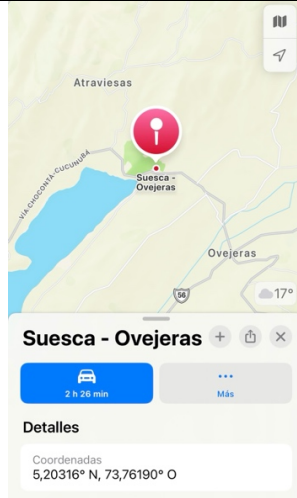 Atraviesas
VÍA-CHOCONTÁ-CUCUNUBÁ
Suesca -
Ovejeras
Ovejeras
56
17°
Suesca - Ovejeras
2 h 26 min
Más
Detalles
Coordenadas
5,20316° N, 73,76190° O